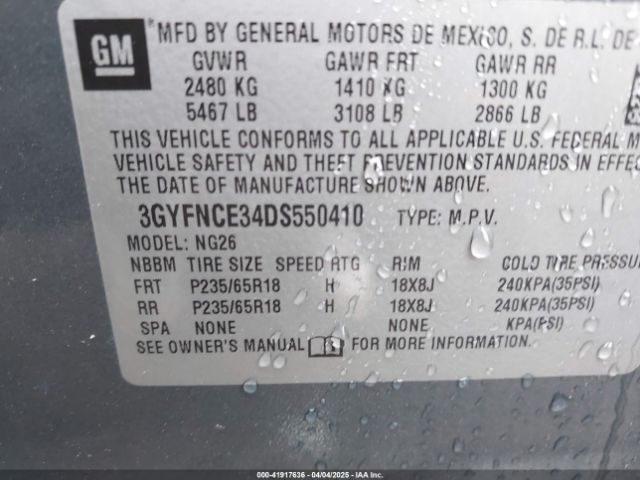 GM
MFD BY GENERAL MOTORS DE MEXICO, S. DE R.L. DE
GVWR GAWR FRT GAWR RR
2480 KG 1410 KG 1300 KG
5467 LB 3108 LB 2866 LB
THIS VEHICLE CONFORMS TO ALL APPLICABLE U.S. FEDERAL M
VEHICLE SAFETY AND THEFT PREVENTION STANDARDS IN EFFE
THE DATE OF MANUFACTURE SHOWN ABOVE.
3GYFNCE34DS550410 TYPE: M.P.V.
MODEL: NG26
NBBM TIRE SIZE SPEED RTG RIM COLD TIRE PRESSU
FRT P235/65R18 H 18X8J 240KPA(35PSI)
RR P235/65R18 H 18X8J 240KPA(35PSI)
SPA NONE NONE KPA(PSI)
SEE OWNER'S MANUAL FOR MORE INFORMATION.
000-41917636 - 04/04/2025 - IAAI.COM